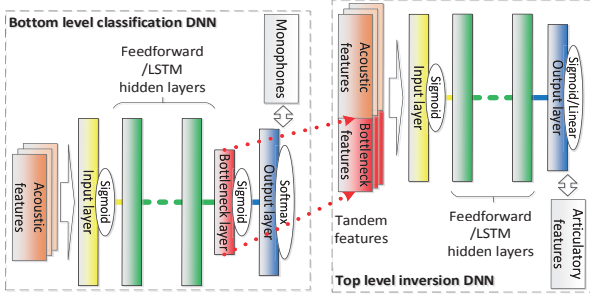 Bottom level classification DNN
Feedforward
/LSTM
hidden layers
Monophones
Acoustic
features
Input layer
Sigmoid
Bottleneck layer
Sigmoid
Output layer
Softmax
Acoustic
features
Bottleneck
features
Tandem
features
Input layer
Sigmoid
Feedforward
/LSTM
hidden layers
Output layer
Sigmoid/Linear
Articulatory
features
Top level inversion DNN